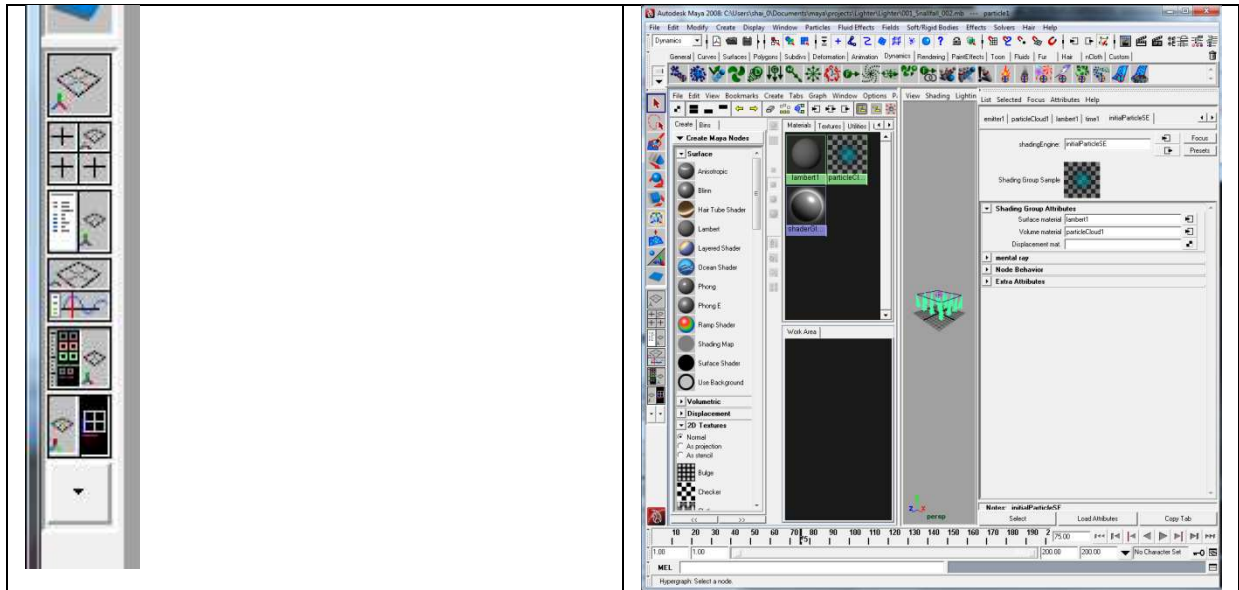 Autodesk Maya 2008: C:\Users\shai_0\Documents\maya\projects\Lighter\Lighter\001_Snallfall_002.mb --- particle1
File Edit Modify Create Display Window Particles Fluid Effects Fields Soft/Rigid Bodies Effects Solvers Hair Help
Dynamics
General Curves Surfaces Polygons Subdivs Deformation Animation Dynamics Rendering PaintEffects Toon Fluids Fur Hair nCloth Custom
File Edit View Bookmarks Create Tabs Graph Window Options
Create Bins
Create Maya Nodes
Surface
Anisotropic
Blinn
Hair Tube Shader
Lambert
Layered Shader
Ocean Shader
Phong
Phong E
Ramp Shader
Shading Map
Surface Shader
Use Background
Volumetric
Displacement
2D Textures
Normal
As projection
As stencil
Bulge
Checker
<< >>
Materials Textures Utilities
lambert1 particleCl...
shaderGl...
Work Area
View Shading Lightin
persp
List Selected Focus Attributes Help
emitter1 particleCloud1 lambert1 time1 initialParticleSE
shadingEngine: initialParticleSE
Focus
Presets
Shading Group Sample
Shading Group Attributes
Surface material lambert1
Volume material particleCloud1
Displacement mat.
mental ray
Node Behavior
Extra Attributes
Notes: initialParticleSE
Select Load Attributes Copy Tab
10 20 30 40 50 60 70 80 90 100 110 120 130 140 150 160 170 180 190 2 75.00
75
1.00 1.00 200.00 200.00 No Character Set
MEL
Hypergraph: Select a node.